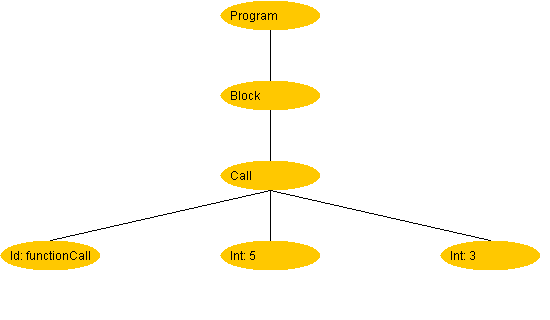 Program
Block
Call
Id: functionCall
Int: 5
Int: 3